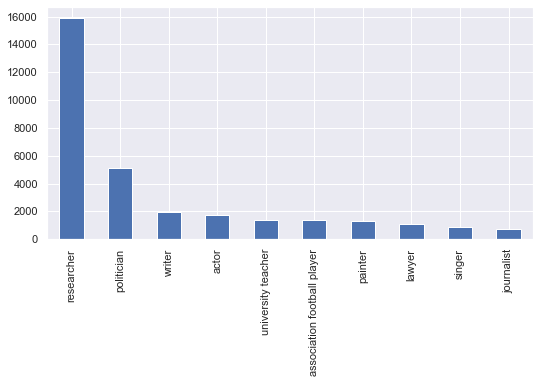 16000
14000
12000
10000
8000
6000
4000
2000
0
researcher
politician
writer
actor
university teacher
association football player
painter
lawyer
singer
journalist